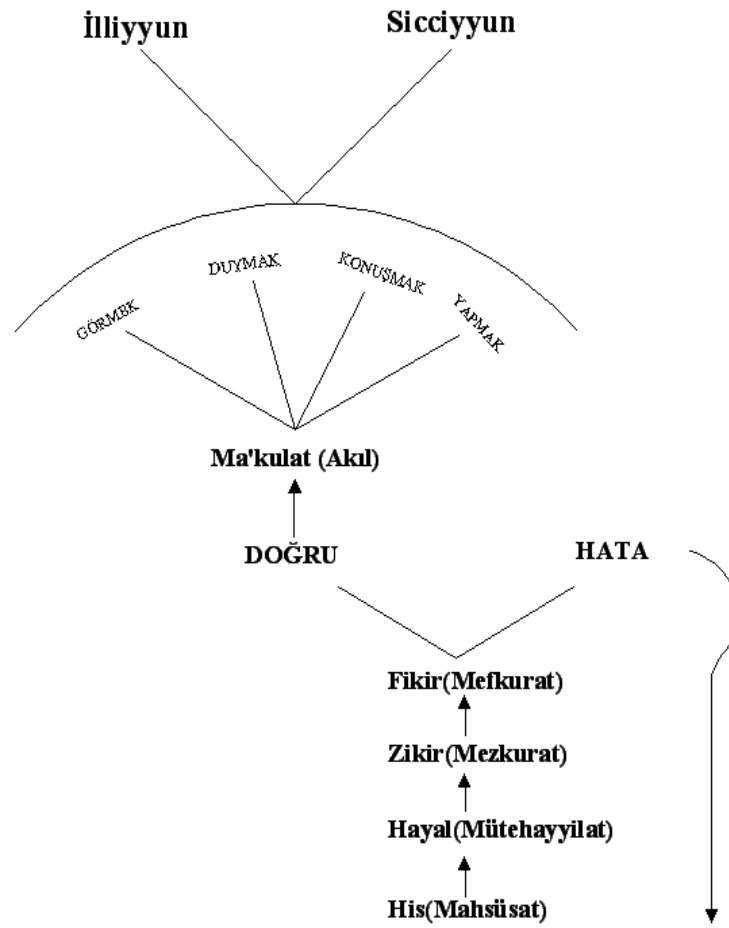 İlliyyun Sicciyyun
GÖRMEK DUYMAK KONUŞMAK YAPMAK
Ma'kulat (Akıl)
DOĞRU HATA
Fikir(Mefkurat)
Zikir(Mezkurat)
Hayal(Mütehayyilat)
His(Mahsüsat)